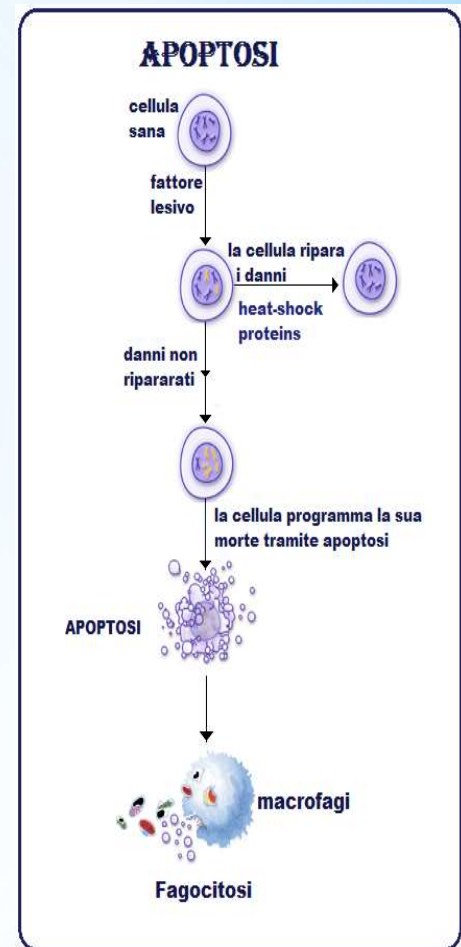 APOPTOSI
cellula
sana
fattore
lesivo
la cellula ripara
i danni
heat-shock
proteins
danni non
ripararati
la cellula programma la sua
morte tramite apoptosi
APOPTOSI
macrofagi
Fagocitosi